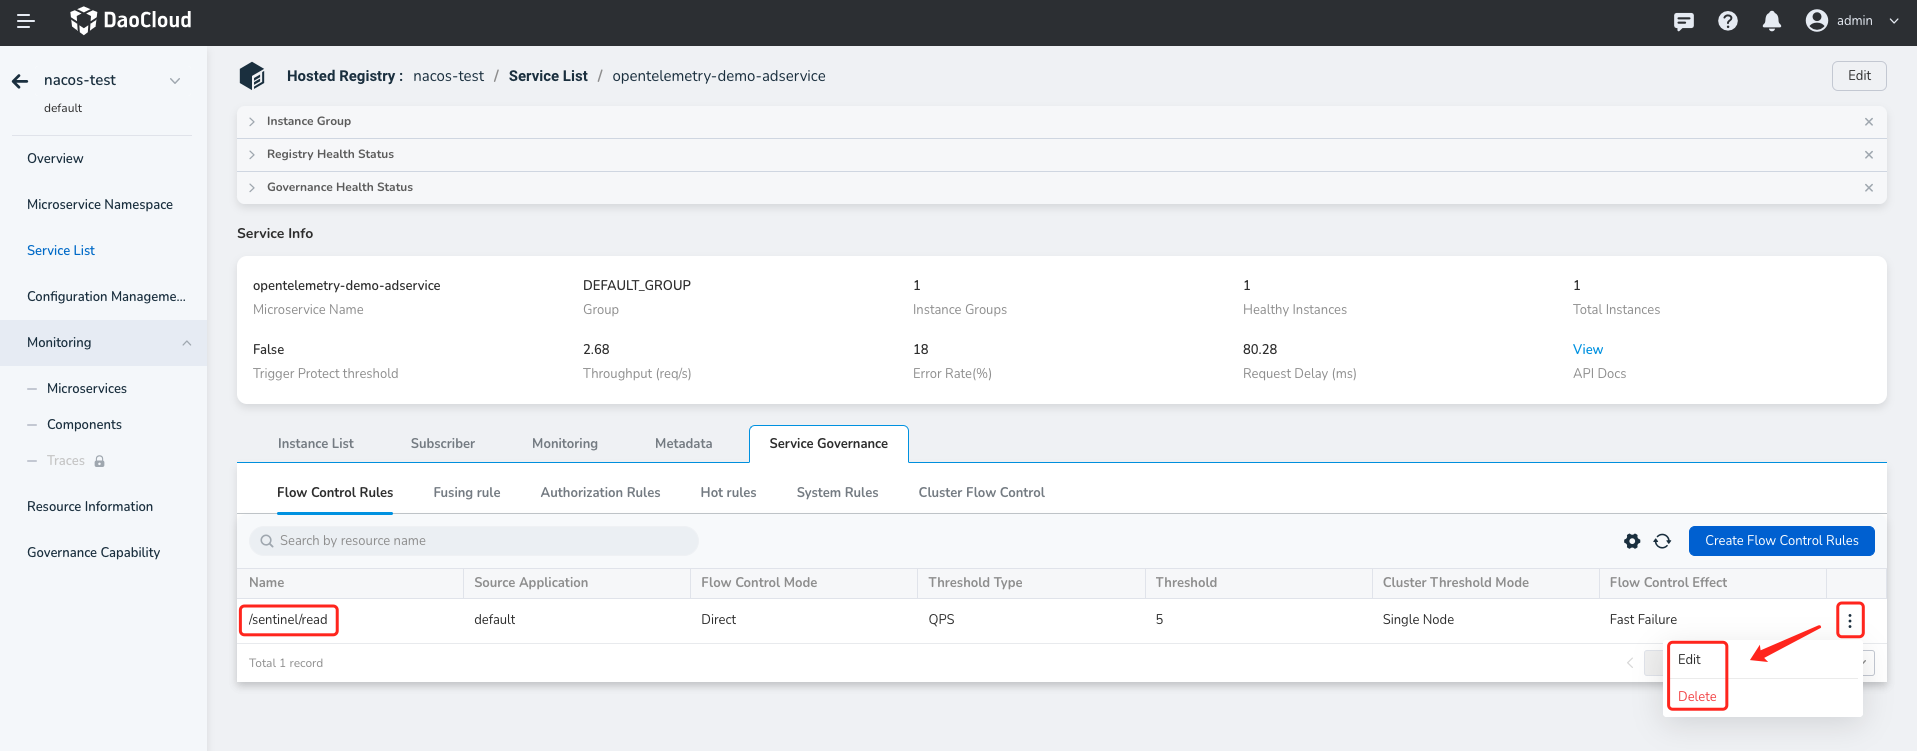 DaoCloud
admin
nacos-test
default
Overview
Microservice Namespace
Service List
Configuration Manageme...
Monitoring
Microservices
Components
Traces
Resource Information
Governance Capability
Hosted Registry : nacos-test / Service List / opentelemetry-demo-adservice
Edit
Instance Group
Registry Health Status
Governance Health Status
Service Info
opentelemetry-demo-adservice DEFAULT_GROUP 1 1 1
Microservice Name Group Instance Groups Healthy Instances Total Instances
False 2.68 18 80.28 View
Trigger Protect threshold Throughput (req/s) Error Rate(%) Request Delay (ms) API Docs
Instance List Subscriber Monitoring Metadata Service Governance
Flow Control Rules Fusing rule Authorization Rules Hot rules System Rules Cluster Flow Control
Search by resource name
Create Flow Control Rules
Name Source Application Flow Control Mode Threshold Type Threshold Cluster Threshold Mode Flow Control Effect
/sentinel/read default Direct QPS 5 Single Node Fast Failure
Total 1 record
Edit
Delete